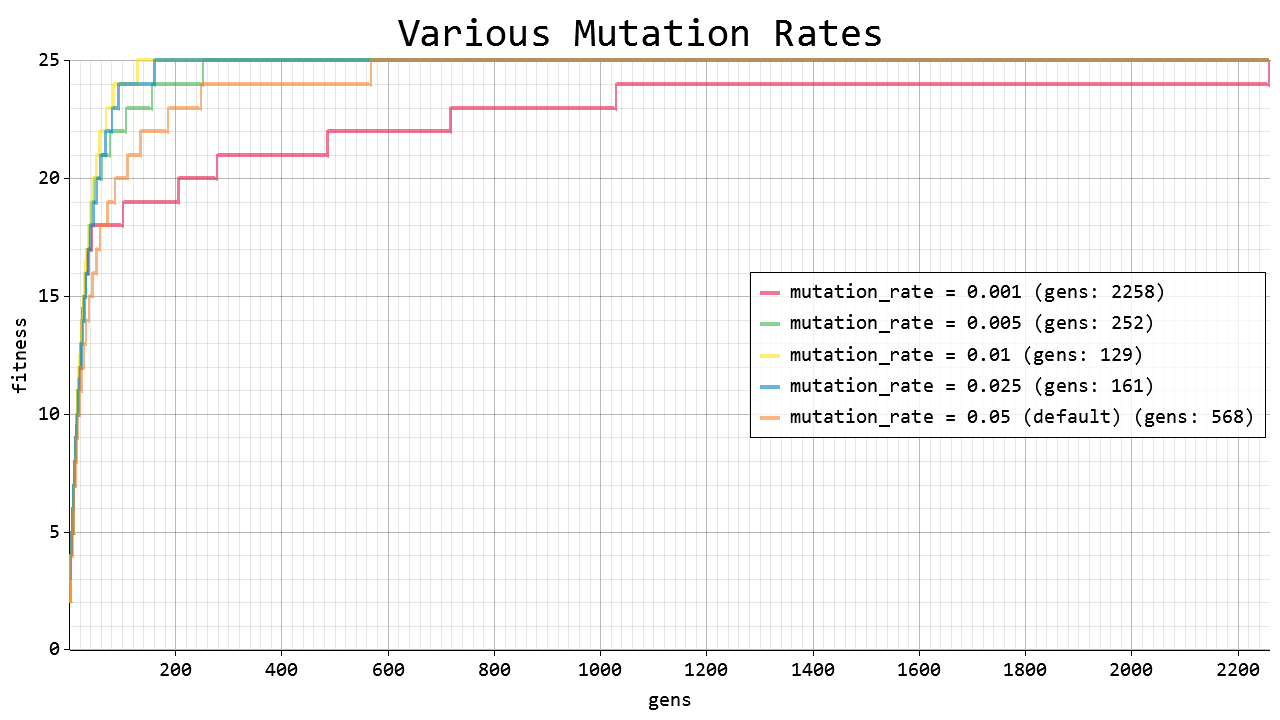 Various Mutation Rates
25
20
15
10
5
0
fitness
mutation_rate = 0.001 (gens: 2258)
mutation_rate = 0.005 (gens: 252)
mutation_rate = 0.01 (gens: 129)
mutation_rate = 0.025 (gens: 161)
mutation_rate = 0.05 (default) (gens: 568)
200 400 600 800 1000 1200 1400 1600 1800 2000 2200
gens